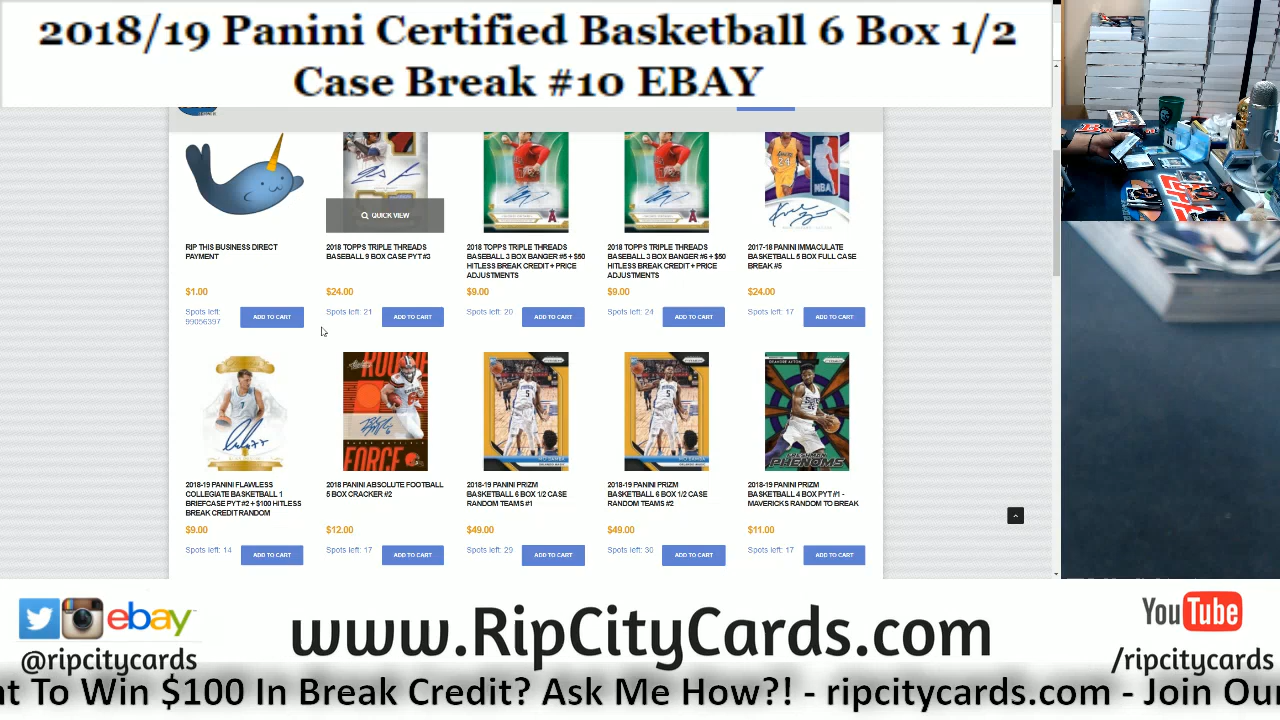 2018/19 Panini Certified Basketball 6 Box 1/2
Case Break #10 EBAY
QUICK VIEW
NBA
RIP THIS BUSINESS DIRECT
PAYMENT
$1.00
Spots left:
99056397
ADD TO CART
2018 TOPPS TRIPLE THREADS
BASEBALL 9 BOX CASE PYT #3
$24.00
Spots left: 21
ADD TO CART
2018 TOPPS TRIPLE THREADS
BASEBALL 3 BOX BANGER #5 + $50
HITLESS BREAK CREDIT + PRICE
ADJUSTMENTS
$9.00
Spots left: 20
ADD TO CART
2018 TOPPS TRIPLE THREADS
BASEBALL 3 BOX BANGER #6 + $50
HITLESS BREAK CREDIT + PRICE
ADJUSTMENTS
$9.00
Spots left: 24
ADD TO CART
2017-18 PANINI IMMACULATE
BASKETBALL 5 BOX FULL CASE
BREAK #5
$24.00
Spots left: 17
ADD TO CART
FORCE
PHENOMS
2018-19 PANINI FLAWLESS
COLLEGIATE BASKETBALL 1
BRIEFCASE PYT #2 + $100 HITLESS
BREAK CREDIT RANDOM
$9.00
Spots left: 14
ADD TO CART
2018 PANINI ABSOLUTE FOOTBALL
5 BOX CRACKER #2
$12.00
Spots left: 17
ADD TO CART
2018-19 PANINI PRIZM
BASKETBALL 6 BOX 1/2 CASE
RANDOM TEAMS #1
$49.00
Spots left: 29
ADD TO CART
2018-19 PANINI PRIZM
BASKETBALL 6 BOX 1/2 CASE
RANDOM TEAMS #2
$49.00
Spots left: 30
ADD TO CART
2018-19 PANINI PRIZM
BASKETBALL 4 BOX PYT #1 -
MAVERICKS RANDOM TO BREAK
$11.00
Spots left: 17
ADD TO CART
ebay
@ripcitycards
www.RipCityCards.com
YouTube
/ripcitycards
nt To Win $100 In Break Credit? Ask Me How?! - ripcitycards.com - Join Our